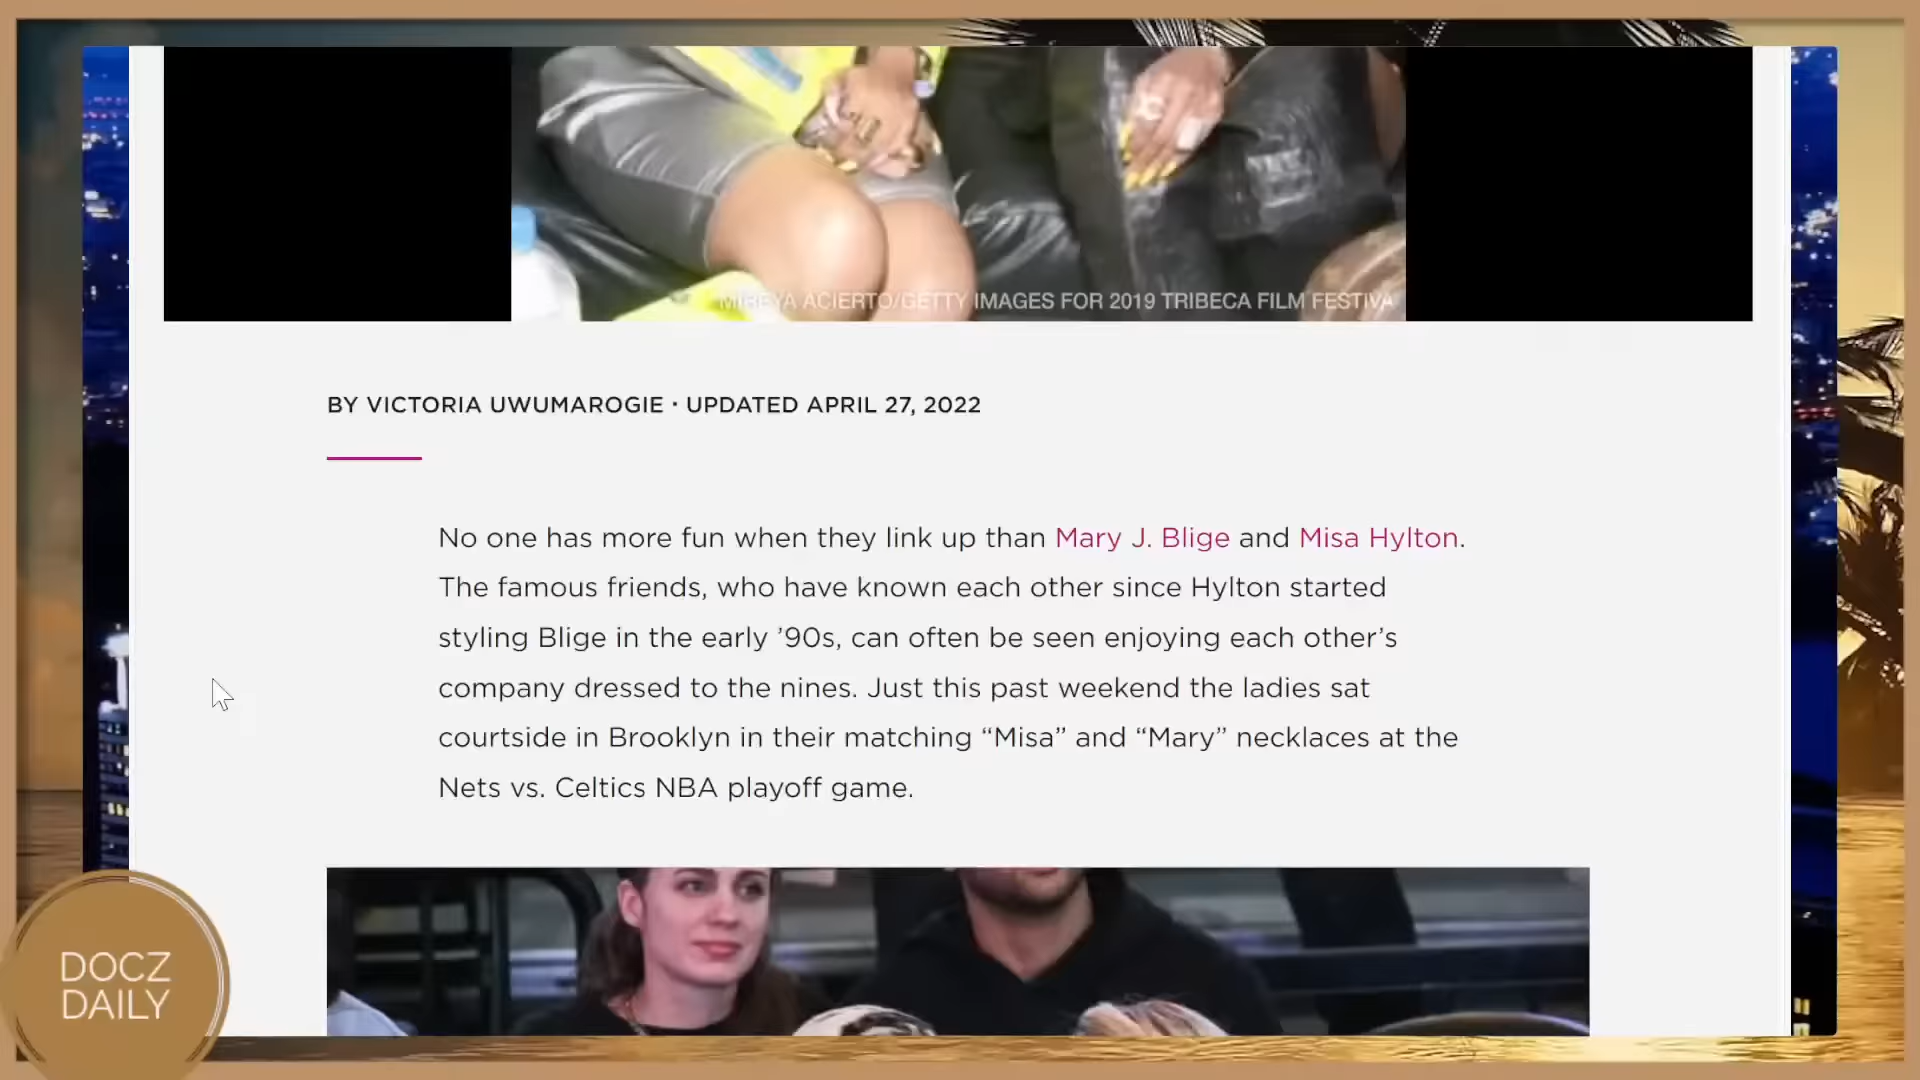 MIREYA ACIERTO/GETTY IMAGES FOR 2019 TRIBECA FILM FESTIVA
BY VICTORIA UWUMAROGIE · UPDATED APRIL 27, 2022
No one has more fun when they link up than Mary J. Blige and Misa Hylton.
The famous friends, who have known each other since Hylton started
styling Blige in the early ’90s, can often be seen enjoying each other’s
company dressed to the nines. Just this past weekend the ladies sat
courtside in Brooklyn in their matching “Misa” and “Mary” necklaces at the
Nets vs. Celtics NBA playoff game.
DOCZ
DAILY